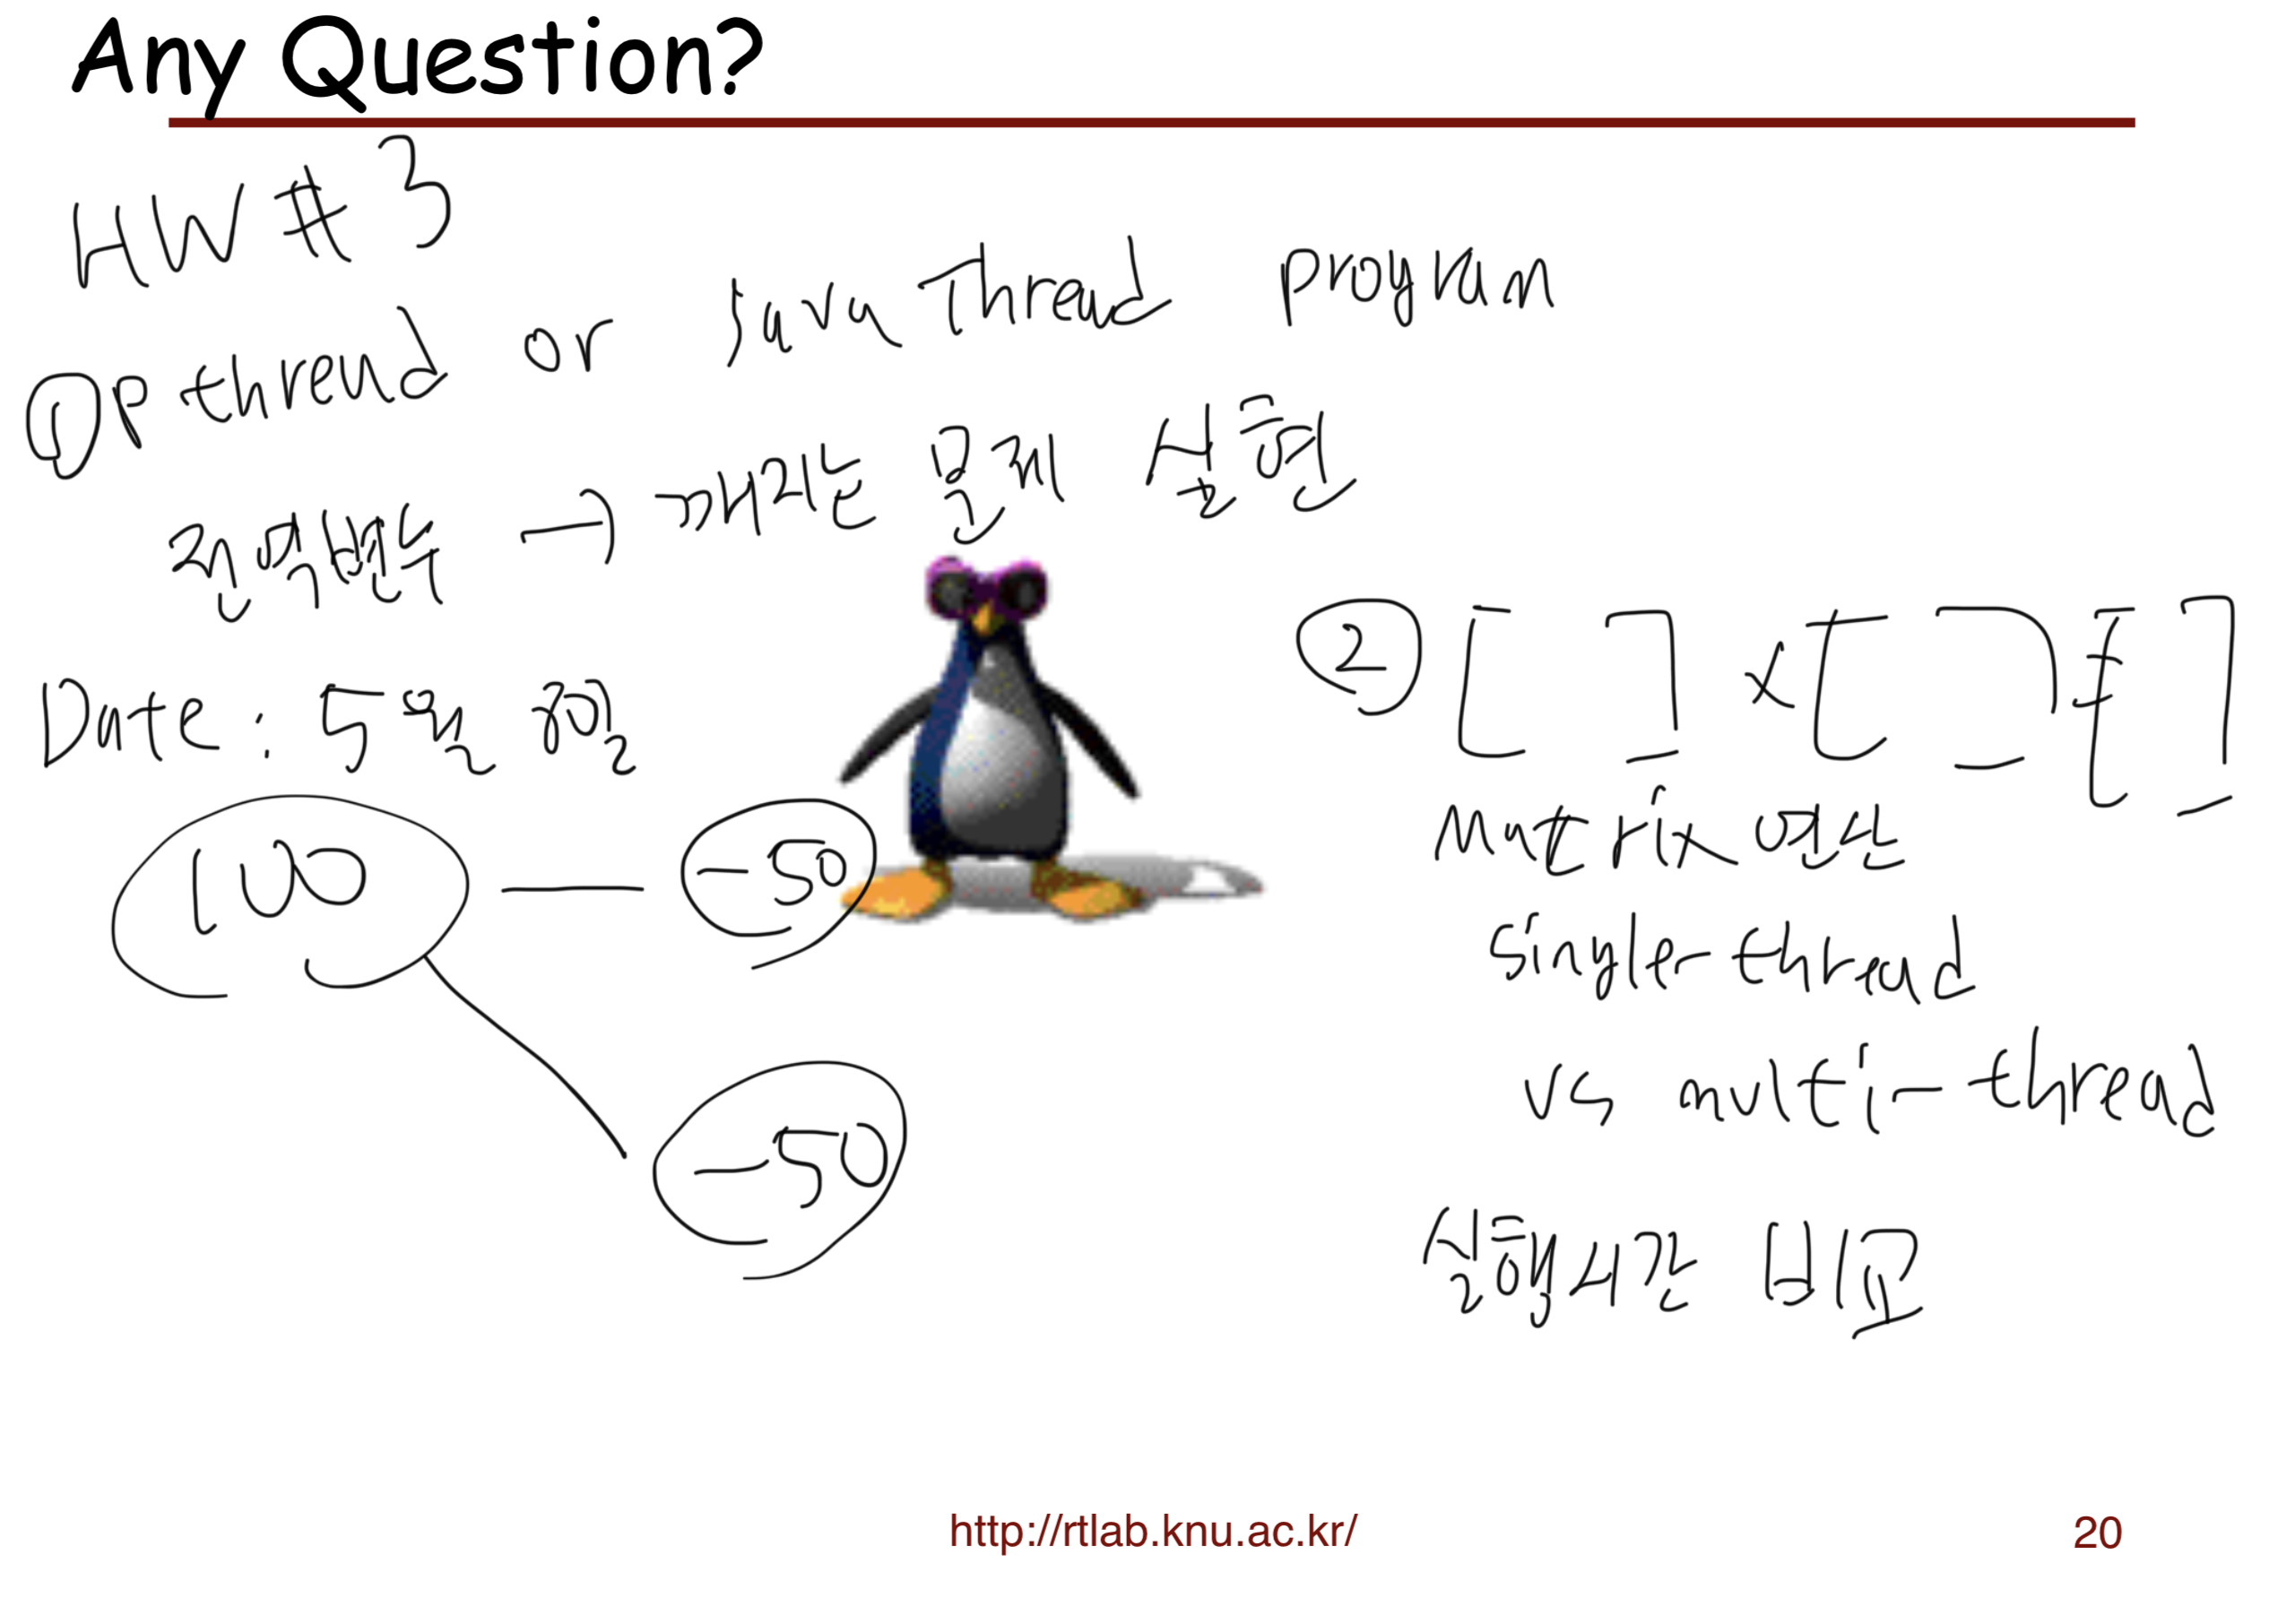 Any Question?
HW # 3
① Pthread or Java Thread program
전역변수 → 깨지는 문제 실현
Date: 5월 8일
100 — -50
-50
② [ ] × [ ] = [ ]
Matrix 연산
single thread
vs multi-thread
실행시간 비교
http://rtlab.knu.ac.kr/
20